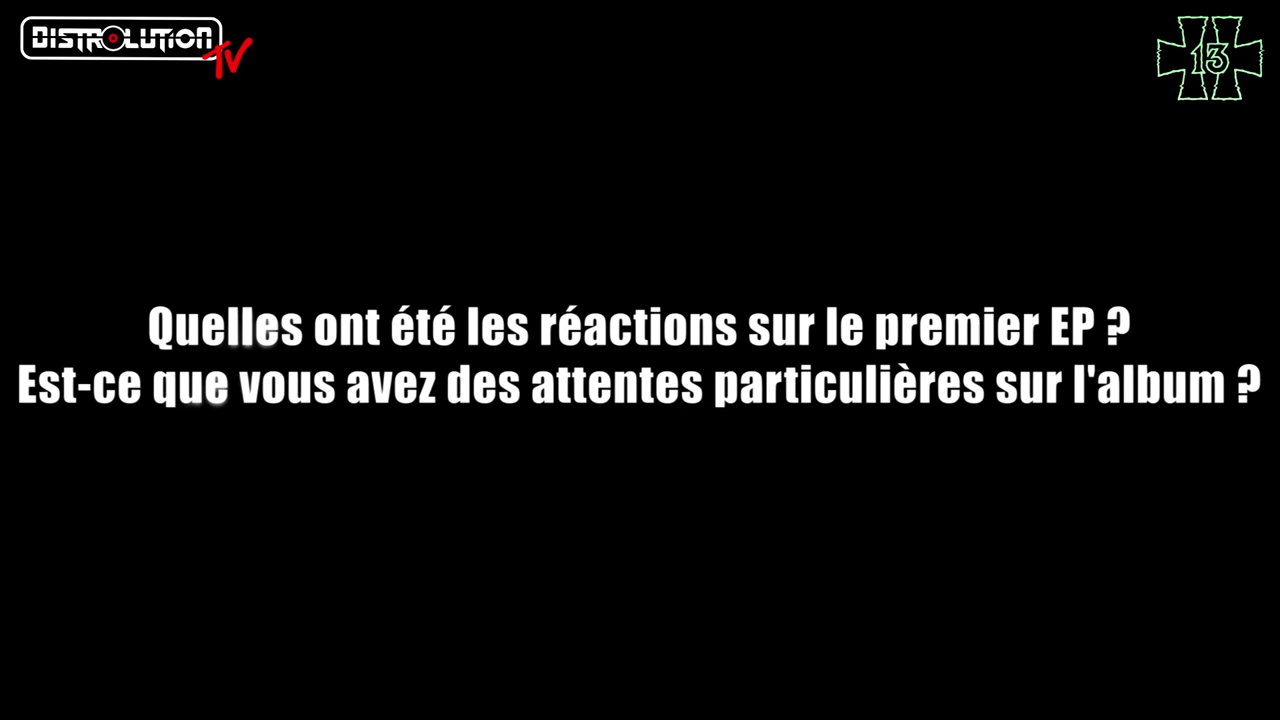 DISTROLUTION
TV
13
Quelles ont été les réactions sur le premier EP ?
Est-ce que vous avez des attentes particulières sur l'album ?